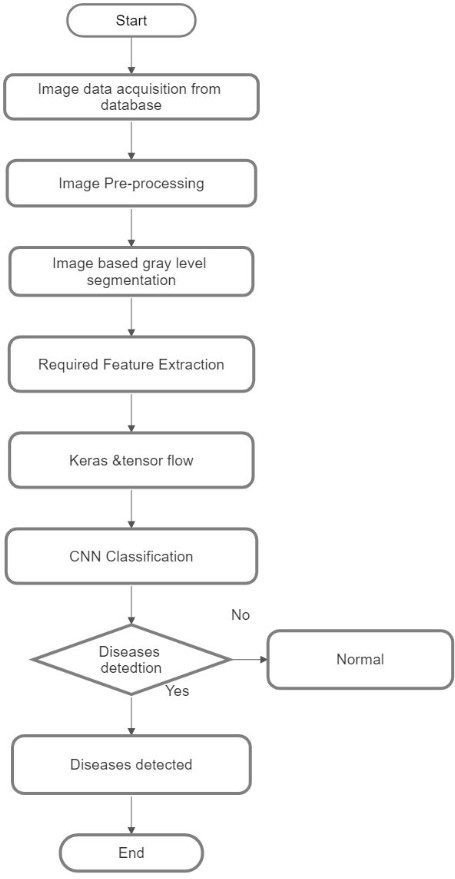 Start
Image data acquisition from
database
Image Pre-processing
Image based gray level
segmentation
Required Feature Extraction
Keras &tensor flow
CNN Classification
No
Diseases
detedtion
Normal
Yes
Diseases detected
End